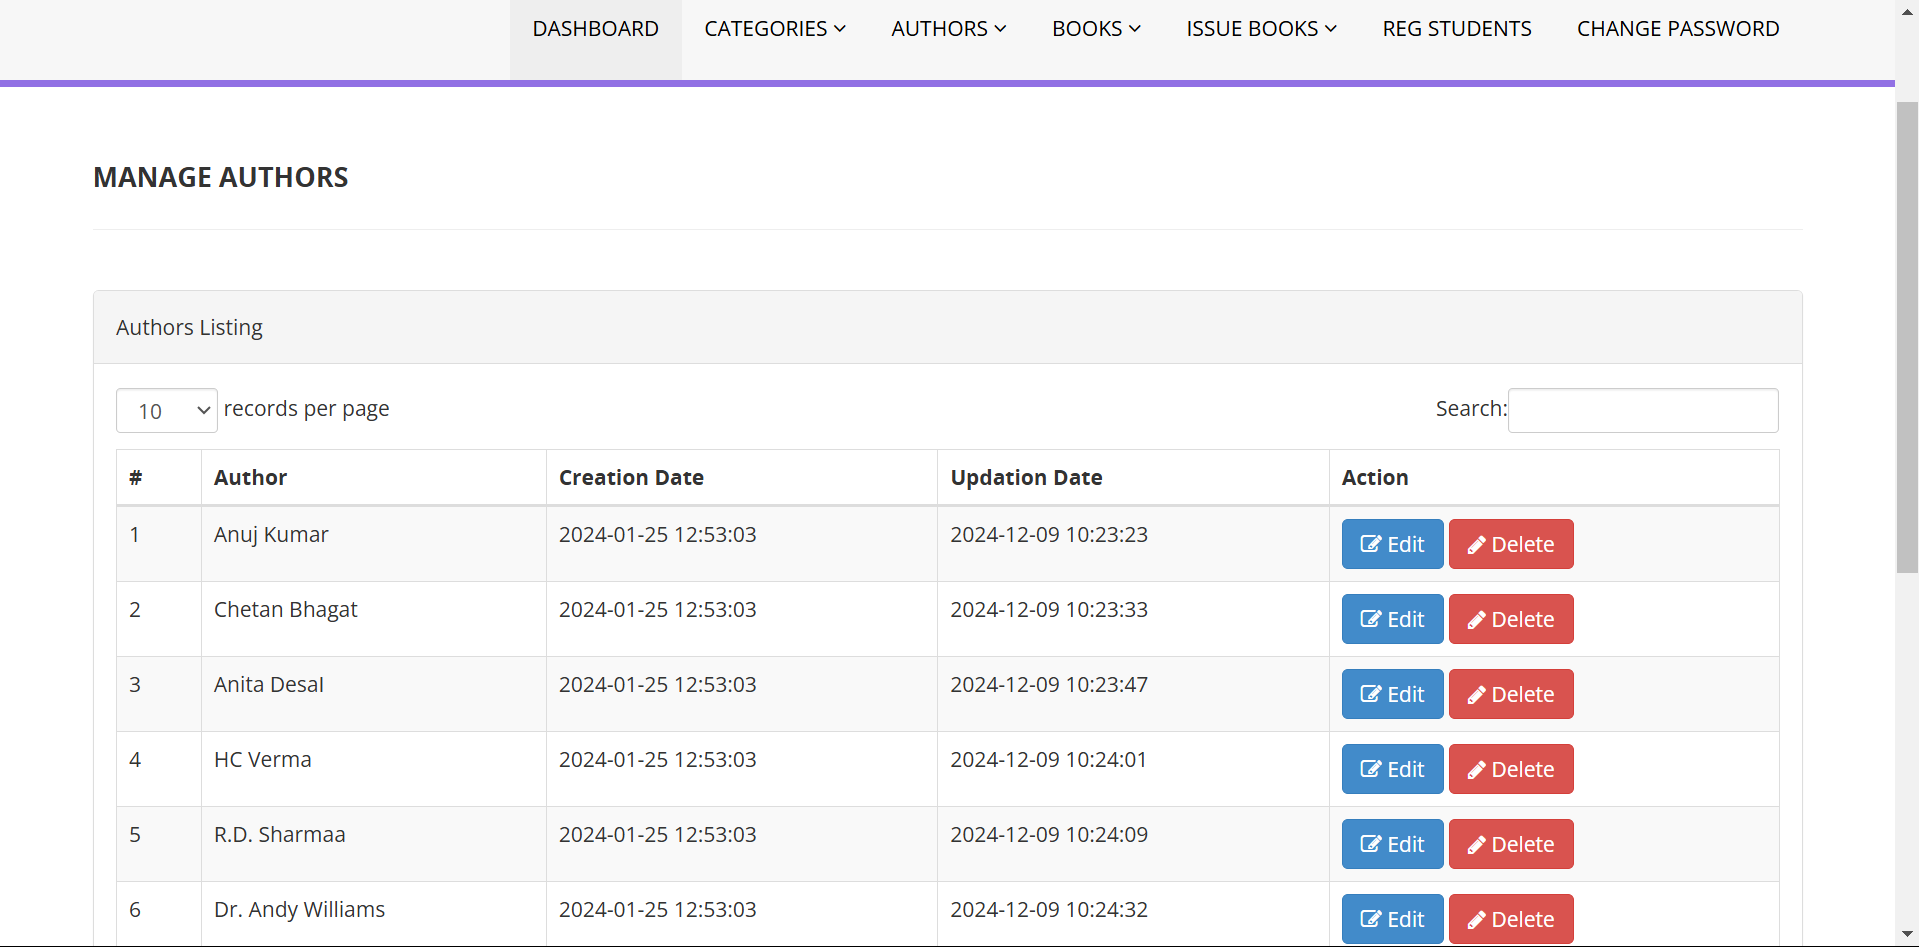 DASHBOARD CATEGORIES AUTHORS BOOKS ISSUE BOOKS REG STUDENTS CHANGE PASSWORD
MANAGE AUTHORS
Authors Listing
10 records per page Search:
# Author Creation Date Updation Date Action
1 Anuj Kumar 2024-01-25 12:53:03 2024-12-09 10:23:23 Edit Delete
2 Chetan Bhagat 2024-01-25 12:53:03 2024-12-09 10:23:33 Edit Delete
3 Anita Desal 2024-01-25 12:53:03 2024-12-09 10:23:47 Edit Delete
4 HC Verma 2024-01-25 12:53:03 2024-12-09 10:24:01 Edit Delete
5 R.D. Sharmaa 2024-01-25 12:53:03 2024-12-09 10:24:09 Edit Delete
6 Dr. Andy Williams 2024-01-25 12:53:03 2024-12-09 10:24:32 Edit Delete